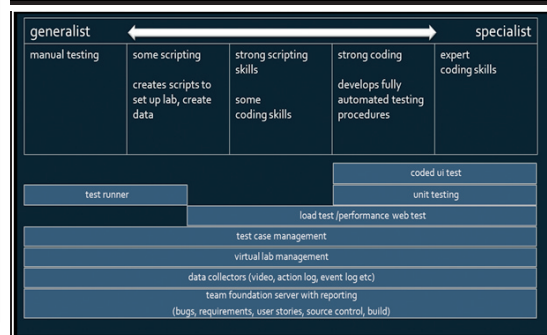 generalist
specialist
manual testing
some scripting
creates scripts to
set up lab, create
data
strong scripting
skills
some
coding skills
strong coding
develops fully
automated testing
procedures
expert
coding skills
coded ui test
test runner
unit testing
load test /performance web test
test case management
virtual lab management
data collectors (video, action log, event log etc)
team foundation server with reporting
(bugs, requirements, user stories, source control, build)